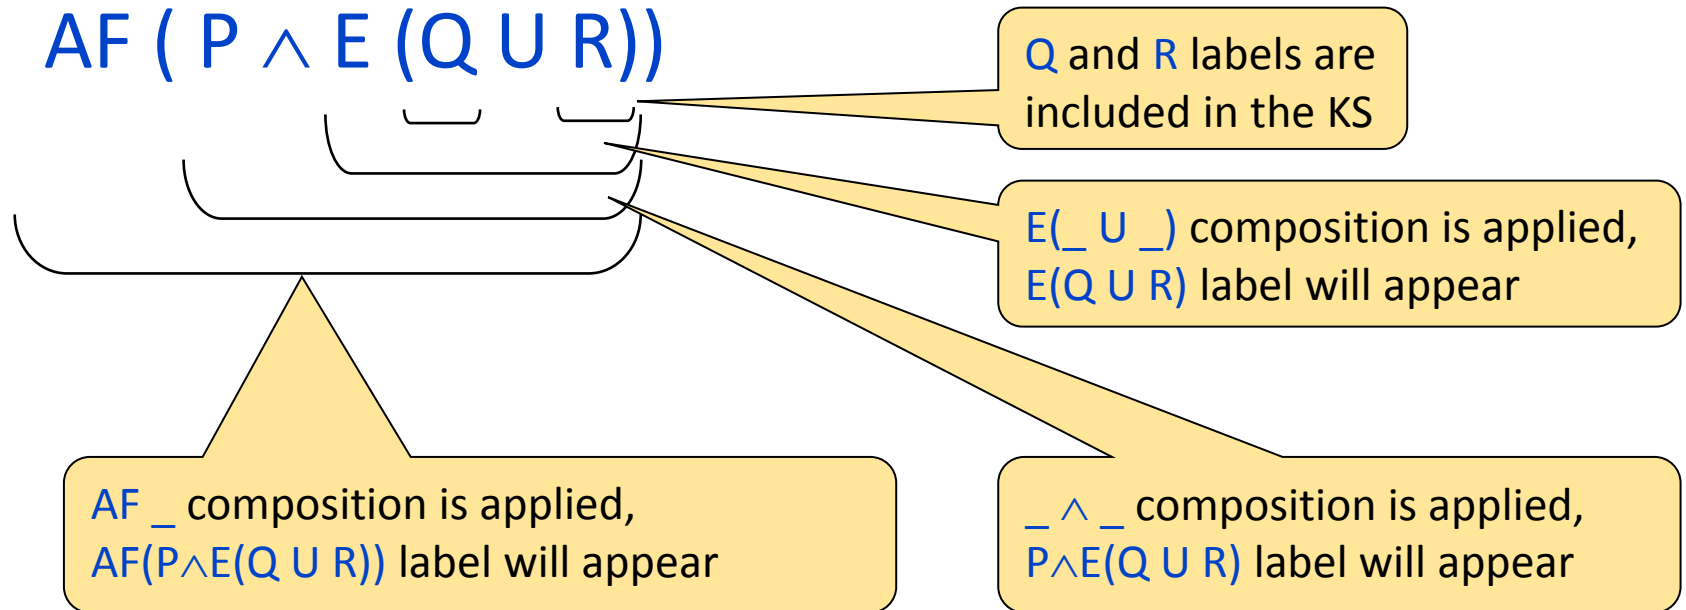 AF ( P ∧ E (Q U R))
Q and R labels are
included in the KS
E(_ U _) composition is applied,
E(Q U R) label will appear
AF _ composition is applied,
AF(P∧E(Q U R)) label will appear
_ ∧ _ composition is applied,
P∧E(Q U R) label will appear